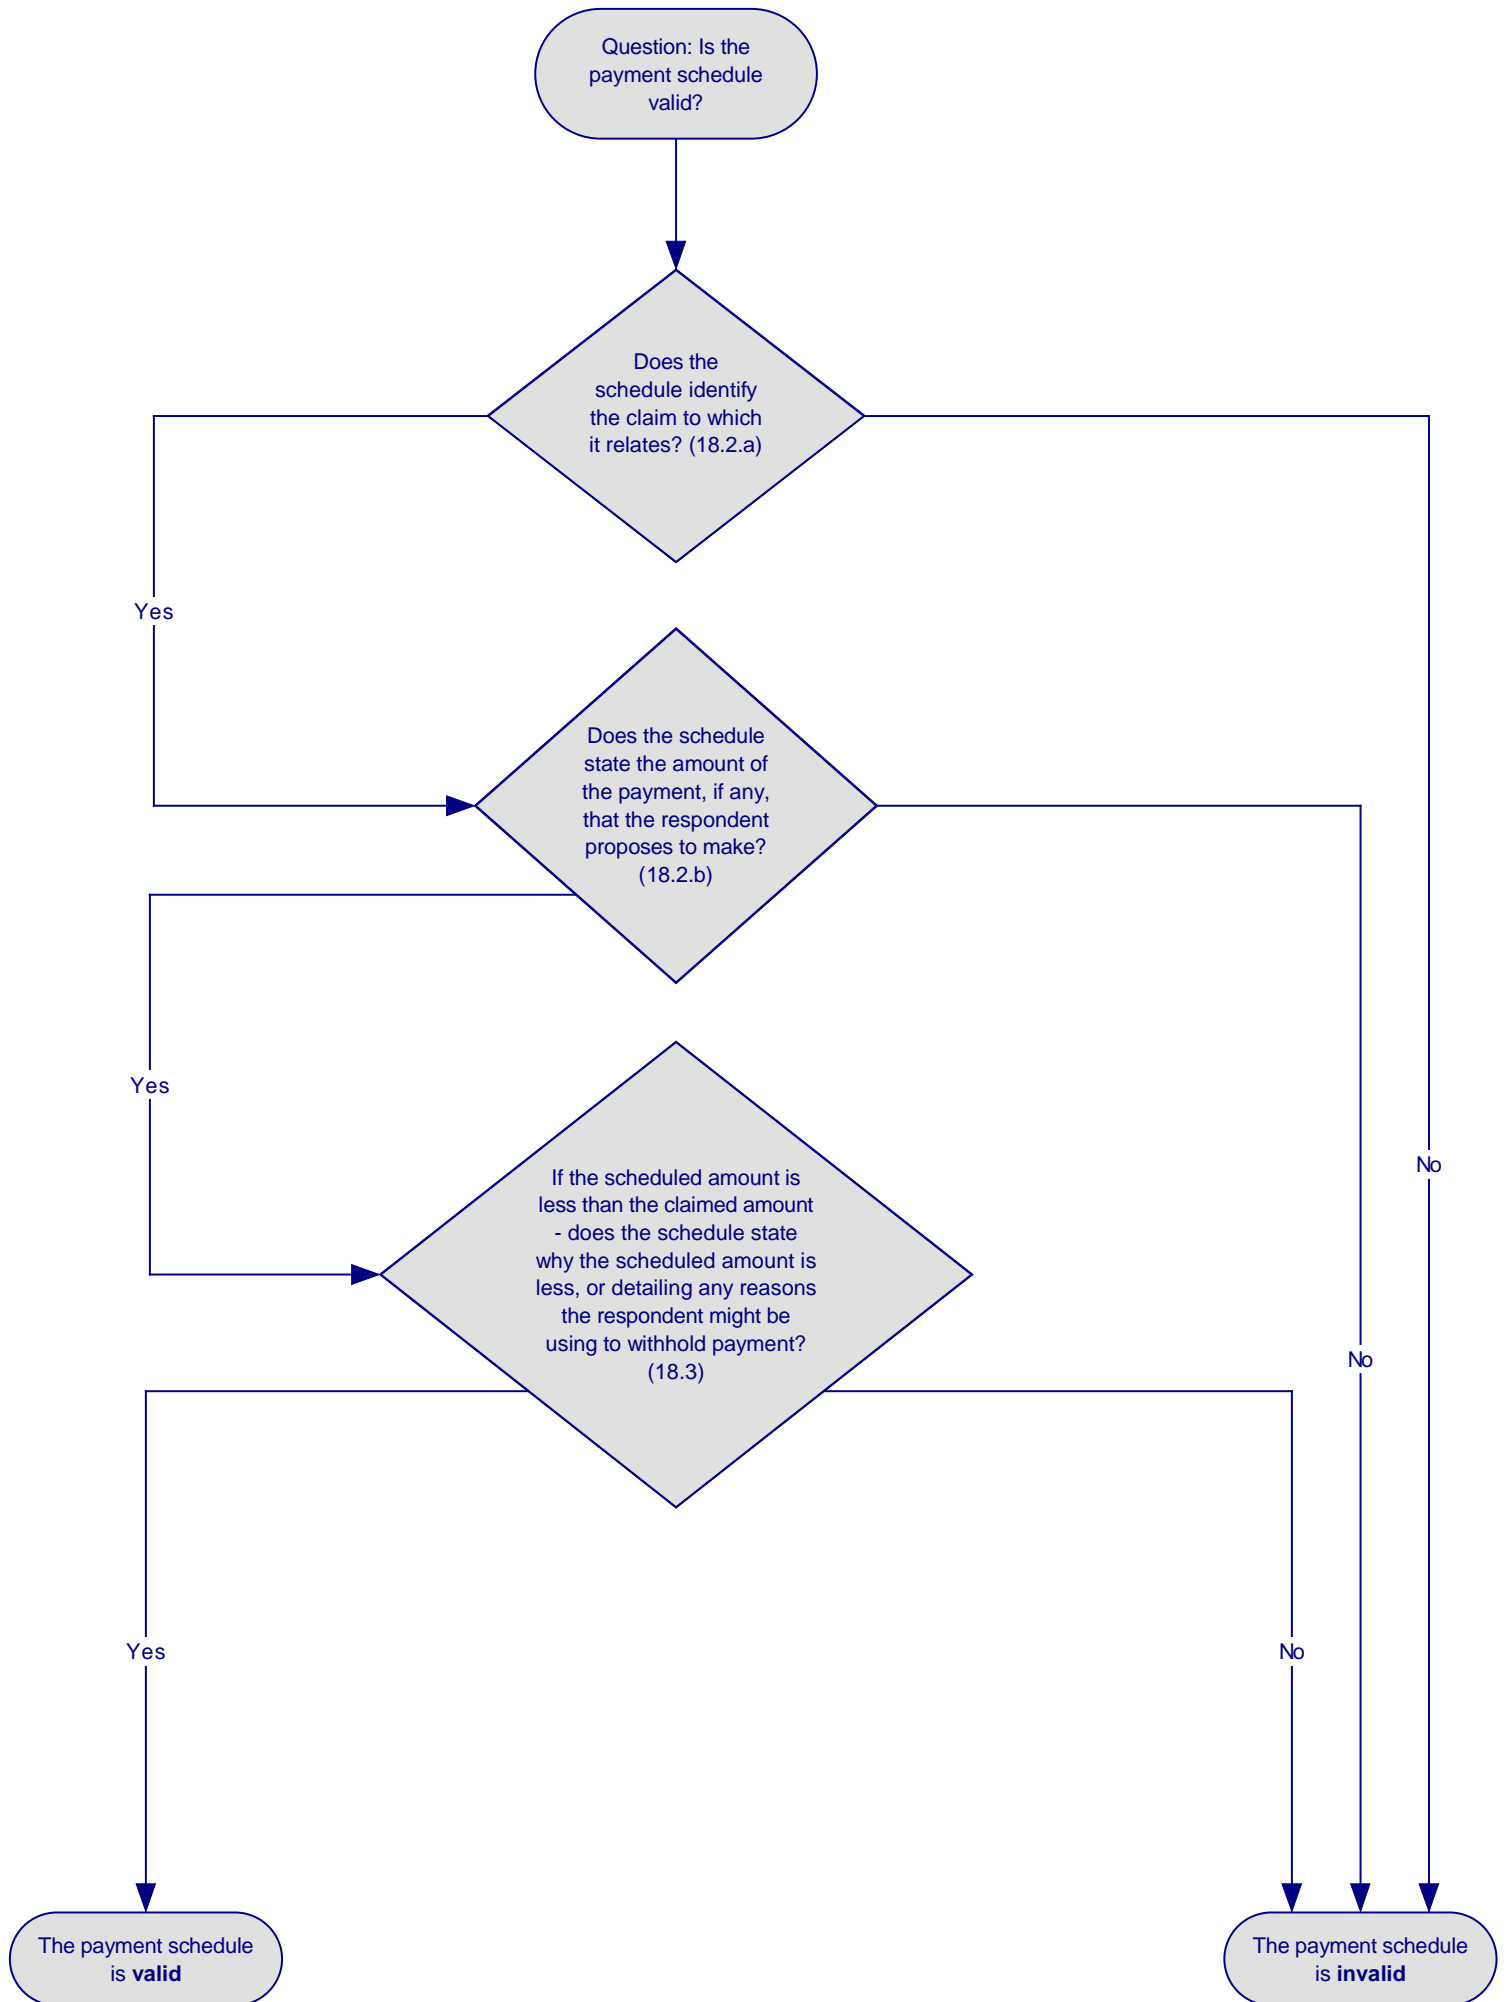 Question: Is the
payment schedule
valid?
Does the
schedule identify
the claim to which
it relates? (18.2.a)
Yes
Does the schedule
state the amount of
the payment, if any,
that the respondent
proposes to make?
(18.2.b)
Yes
No
If the scheduled amount is
less than the claimed amount
- does the schedule state
why the scheduled amount is
less, or detailing any reasons
the respondent might be
using to withhold payment?
(18.3)
No
Yes
No
The payment schedule
is valid
The payment schedule
is invalid